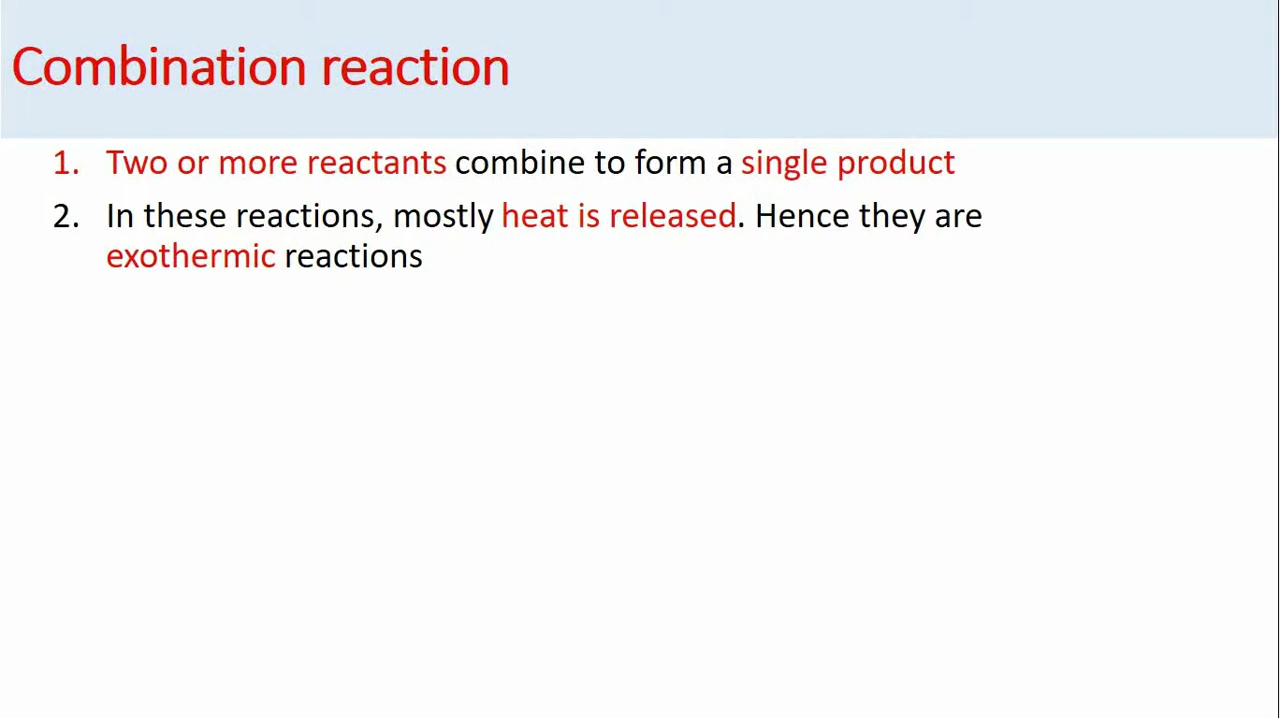 Combination reaction
1. Two or more reactants combine to form a single product
2. In these reactions, mostly heat is released. Hence they are
exothermic reactions